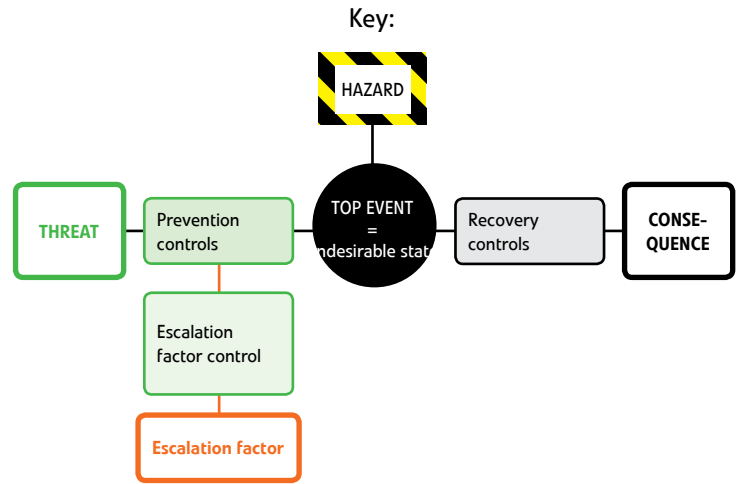 Key:
HAZARD
THREAT
Prevention
controls
TOP EVENT
=
ndesirable stat
Recovery
controls
CONSE-
QUENCE
Escalation
factor control
Escalation factor